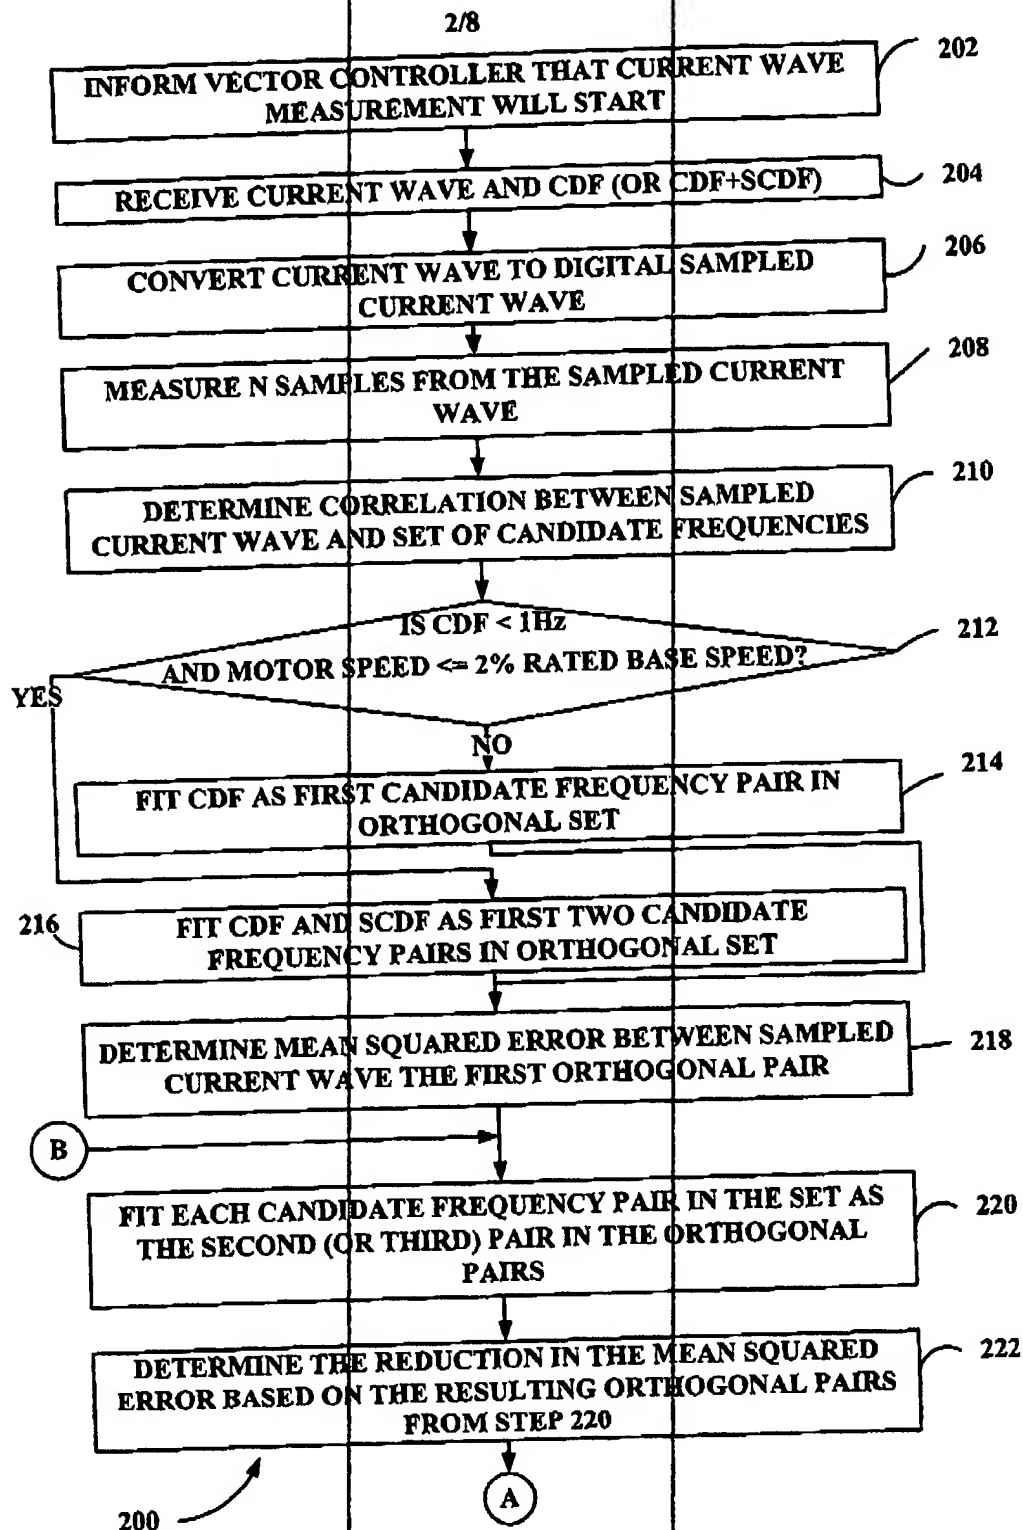 2/8
INFORM VECTOR CONTROLLER THAT CURRENT WAVE
MEASUREMENT WILL START
202
RECEIVE CURRENT WAVE AND CDF (OR CDF+SCDF)
204
CONVERT CURRENT WAVE TO DIGITAL SAMPLED
CURRENT WAVE
206
MEASURE N SAMPLES FROM THE SAMPLED CURRENT
WAVE
208
DETERMINE CORRELATION BETWEEN SAMPLED
CURRENT WAVE AND SET OF CANDIDATE FREQUENCIES
210
IS CDF < 1Hz
AND MOTOR SPEED <= 2% RATED BASE SPEED?
212
YES
NO
FIT CDF AS FIRST CANDIDATE FREQUENCY PAIR IN
ORTHOGONAL SET
214
216
FIT CDF AND SCDF AS FIRST TWO CANDIDATE
FREQUENCY PAIRS IN ORTHOGONAL SET
DETERMINE MEAN SQUARED ERROR BETWEEN SAMPLED
CURRENT WAVE THE FIRST ORTHOGONAL PAIR
218
B
FIT EACH CANDIDATE FREQUENCY PAIR IN THE SET AS
THE SECOND (OR THIRD) PAIR IN THE ORTHOGONAL
PAIRS
220
DETERMINE THE REDUCTION IN THE MEAN SQUARED
ERROR BASED ON THE RESULTING ORTHOGONAL PAIRS
FROM STEP 220
222
A
200